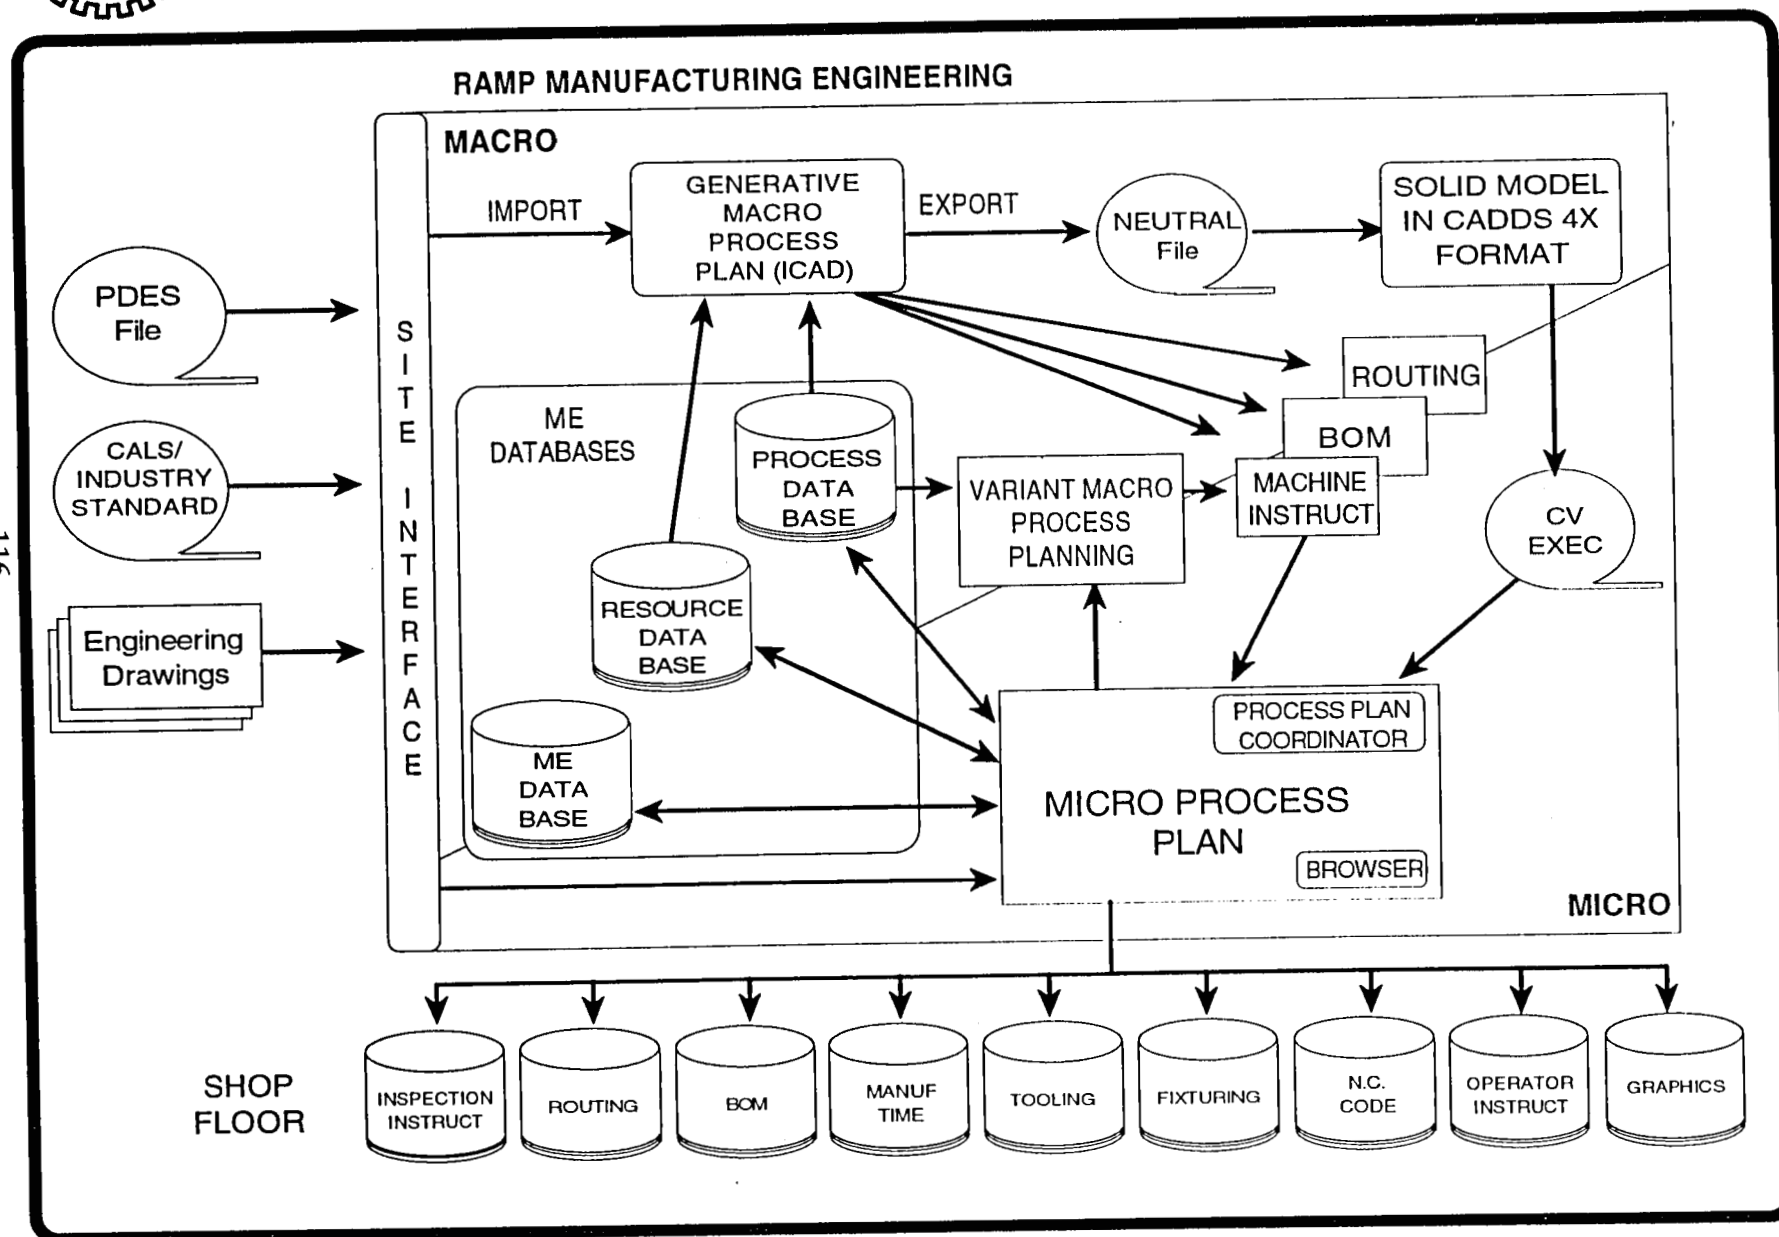 RAMP MANUFACTURING ENGINEERING
MACRO
IMPORT
GENERATIVE
MACRO
PROCESS
PLAN (ICAD)
EXPORT
NEUTRAL
File
SOLID MODEL
IN CADDS 4X
FORMAT
PDES
File
CALS/
INDUSTRY
STANDARD
Engineering
Drawings
SITE INTERFACE
ME
DATABASES
PROCESS
DATA
BASE
RESOURCE
DATA
BASE
ME
DATA
BASE
VARIANT MACRO
PROCESS
PLANNING
ROUTING
BOM
MACHINE
INSTRUCT
CV
EXEC
PROCESS PLAN
COORDINATOR
MICRO PROCESS
PLAN
BROWSER
MICRO
SHOP
FLOOR
INSPECTION
INSTRUCT
ROUTING
BOM
MANUF
TIME
TOOLING
FIXTURING
N.C.
CODE
OPERATOR
INSTRUCT
GRAPHICS
116